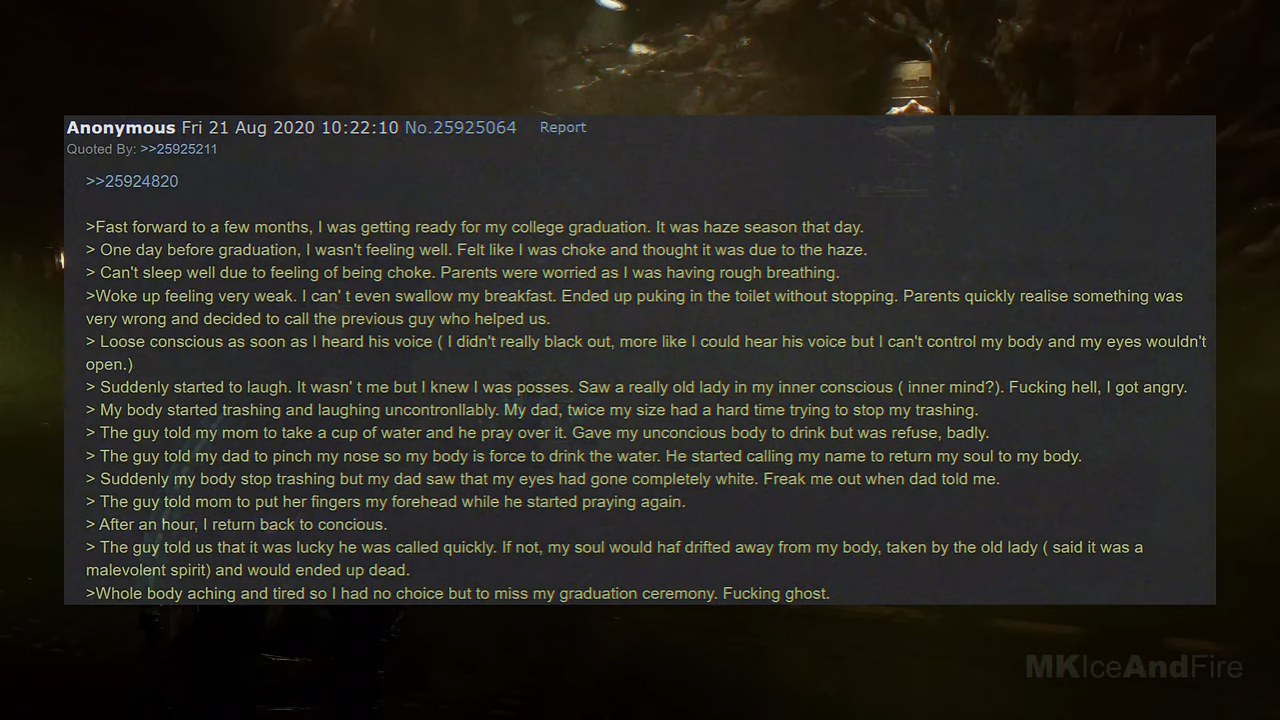 Anonymous Fri 21 Aug 2020 10:22:10 No.25925064 Report
Quoted By: >>25925211
>>25924820
>Fast forward to a few months, I was getting ready for my college graduation. It was haze season that day.
> One day before graduation, I wasn't feeling well. Felt like I was choke and thought it was due to the haze.
> Can't sleep well due to feeling of being choke. Parents were worried as I was having rough breathing.
>Woke up feeling very weak. I can' t even swallow my breakfast. Ended up puking in the toilet without stopping. Parents quickly realise something was
very wrong and decided to call the previous guy who helped us.
> Loose conscious as soon as I heard his voice ( I didn't really black out, more like I could hear his voice but I can't control my body and my eyes wouldn't
open.)
> Suddenly started to laugh. It wasn' t me but I knew I was posses. Saw a really old lady in my inner conscious ( inner mind?). Fucking hell, I got angry.
> My body started trashing and laughing uncontronllably. My dad, twice my size had a hard time trying to stop my trashing.
> The guy told my mom to take a cup of water and he pray over it. Gave my unconcious body to drink but was refuse, badly.
> The guy told my dad to pinch my nose so my body is force to drink the water. He started calling my name to return my soul to my body.
> Suddenly my body stop trashing but my dad saw that my eyes had gone completely white. Freak me out when dad told me.
> The guy told mom to put her fingers my forehead while he started praying again.
> After an hour, I return back to concious.
> The guy told us that it was lucky he was called quickly. If not, my soul would haf drifted away from my body, taken by the old lady ( said it was a
malevolent spirit) and would ended up dead.
>Whole body aching and tired so I had no choice but to miss my graduation ceremony. Fucking ghost.
MKIceAndFire